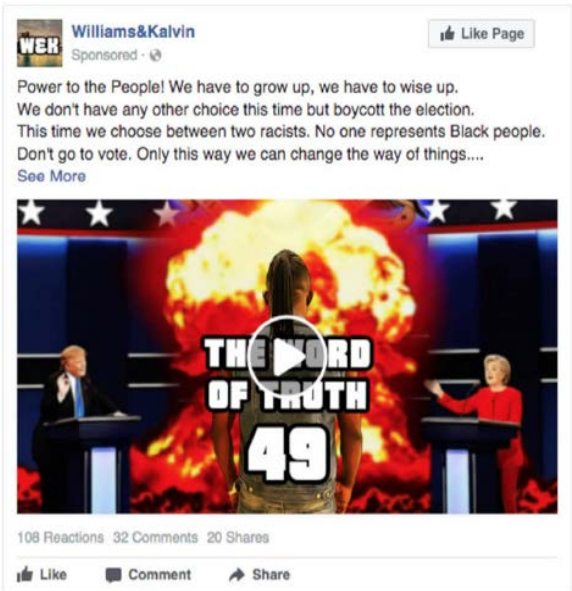 W&K
Williams&Kalvin
Sponsored ·
Like Page
Power to the People! We have to grow up, we have to wise up.
We don't have any other choice this time but boycott the election.
This time we choose between two racists. No one represents Black people.
Don't go to vote. Only this way we can change the way of things....
See More
THE WORD
OF TRUTH
49
108 Reactions 32 Comments 20 Shares
Like Comment Share